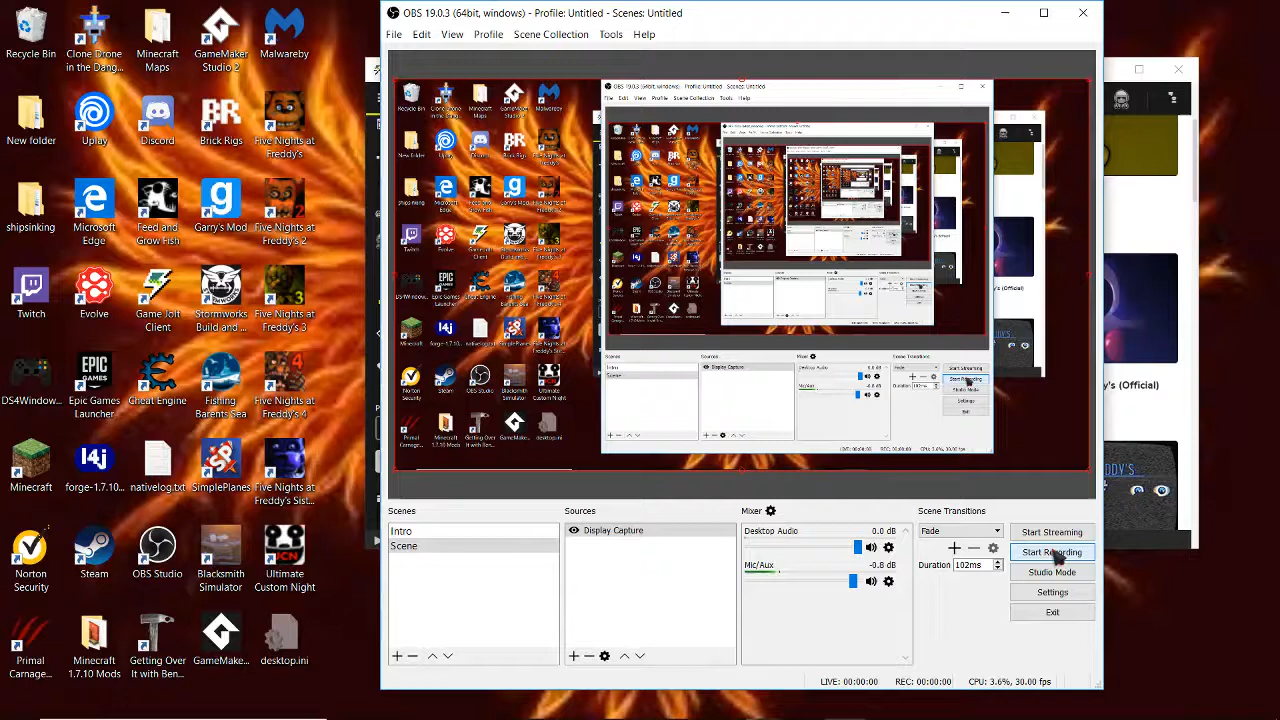 Recycle Bin
Clone Drone
in the Dang...
Minecraft
Maps
GameMaker
Studio 2
Malwareby
New folder
Uplay
Discord
Brick Rigs
Five Nights at
Freddy's
shipsinking
Microsoft
Edge
Feed and
Grow Fish
Garry's Mod
Five Nights at
Freddy's 2
Twitch
Evolve
Game Jolt
Client
Stormworks
Build and ...
Five Nights at
Freddy's 3
DS4Window...
Epic Games
Launcher
Cheat Engine
Fishing
Barents Sea
Five Nights at
Freddy's 4
Minecraft
forge-1.7.10...
nativelog.txt
SimplePlanes
Five Nights at
Freddy's Sist...
Norton
Security
Steam
OBS Studio
Blacksmith
Simulator
Ultimate
Custom Night
Primal
Carnage...
Minecraft
1.7.10 Mods
Getting Over
It with Ben...
GameMake...
desktop.ini
OBS 19.0.3 (64bit, windows) - Profile: Untitled - Scenes: Untitled
File Edit View Profile Scene Collection Tools Help
Scenes
Intro
Scene
Sources
Display Capture
Mixer
Desktop Audio 0.0 dB
Mic/Aux -0.8 dB
Scene Transitions
Fade
Duration 102ms
Start Streaming
Start Recording
Studio Mode
Settings
Exit
LIVE: 00:00:00 REC: 00:00:00 CPU: 3.6%, 30.00 fps
y's (Official)